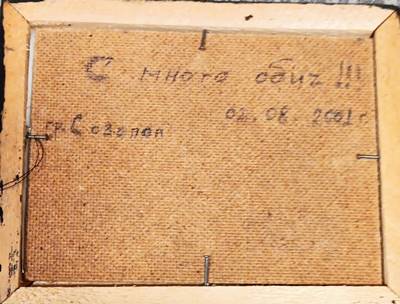 С много обич!!!
02.08.2001 г.
гр. Созопол